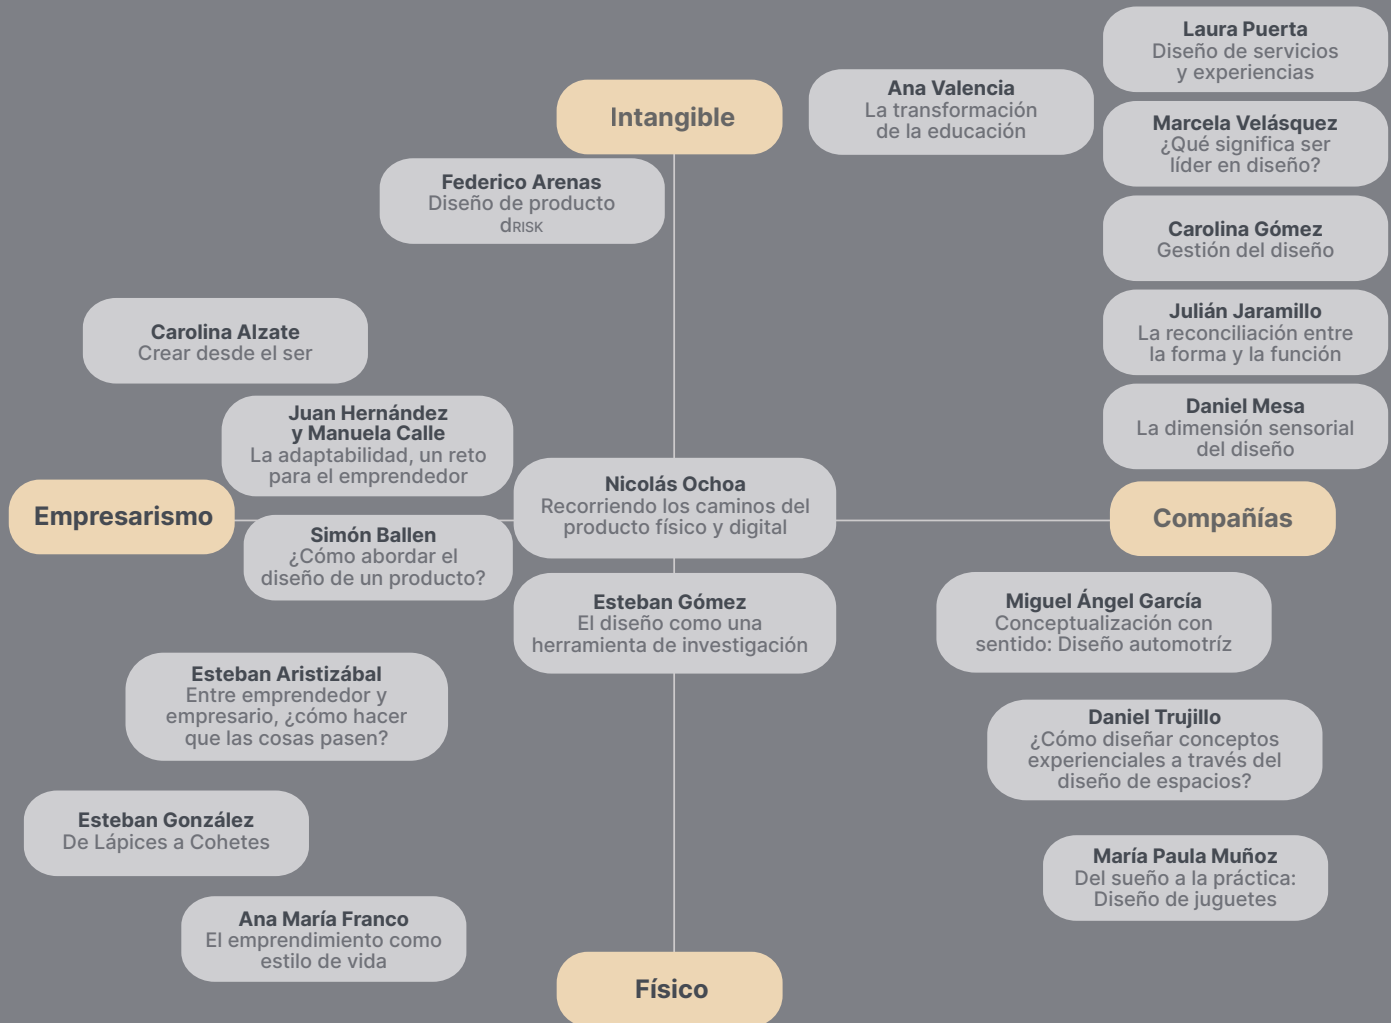 Laura Puerta
Diseño de servicios
y experiencias
Ana Valencia
La transformación
de la educación
Intangible
Marcela Velásquez
¿Qué significa ser
líder en diseño?
Federico Arenas
Diseño de producto
dRISK
Carolina Gómez
Gestión del diseño
Carolina Alzate
Crear desde el ser
Julián Jaramillo
La reconciliación entre
la forma y la función
Juan Hernández
y Manuela Calle
La adaptabilidad, un reto
para el emprendedor
Daniel Mesa
La dimensión sensorial
del diseño
Empresarismo
Nicolás Ochoa
Recorriendo los caminos del
producto físico y digital
Compañías
Simón Ballen
¿Cómo abordar el
diseño de un producto?
Esteban Gómez
El diseño como una
herramienta de investigación
Miguel Ángel García
Conceptualización con
sentido: Diseño automotríz
Esteban Aristizábal
Entre emprendedor y
empresario, ¿cómo hacer
que las cosas pasen?
Daniel Trujillo
¿Cómo diseñar conceptos
experienciales a través del
diseño de espacios?
Esteban González
De Lápices a Cohetes
María Paula Muñoz
Del sueño a la práctica:
Diseño de juguetes
Ana María Franco
El emprendimiento como
estilo de vida
Físico